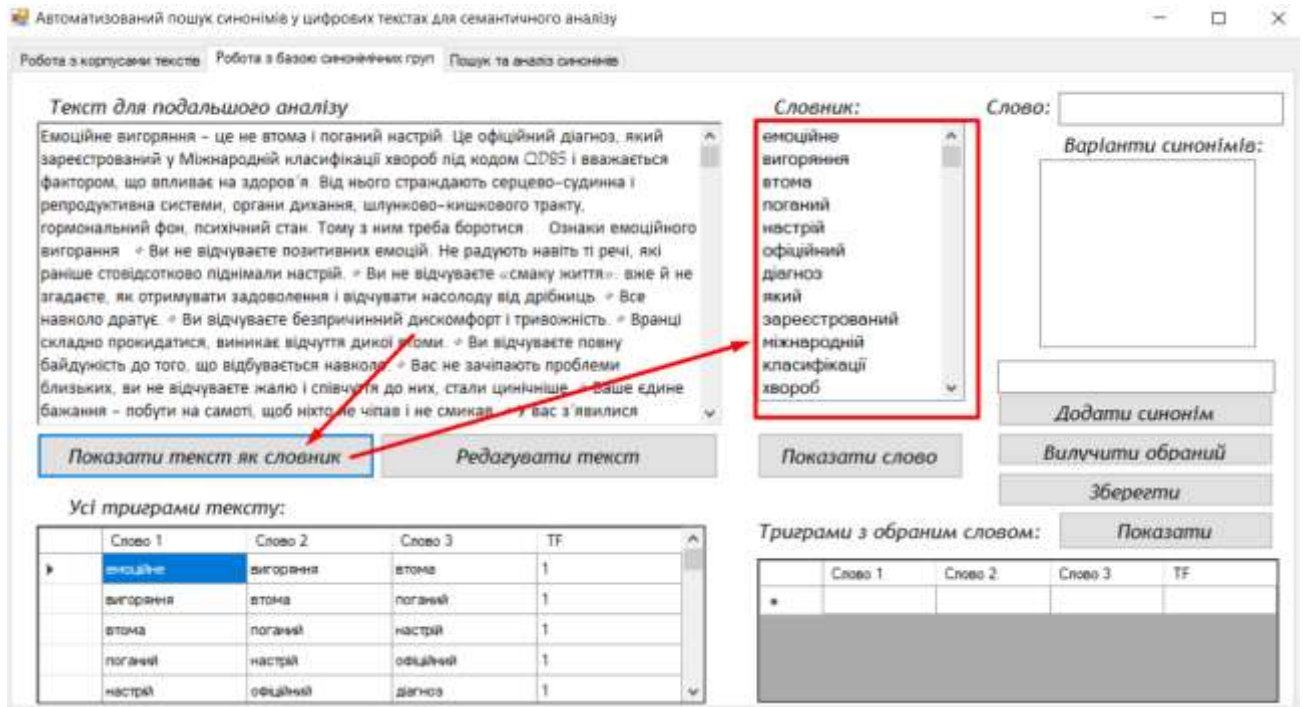 Автоматизований пошук синонімів у цифрових текстах для семантичного аналізу
Робота з корпусами текстів Робота з базою синонімічних груп Пошук та аналіз синонімів
Текст для подальшого аналізу
Емоційне вигоряння – це не втома і поганий настрій. Це офіційний діагноз, який
зареєстрований у Міжнародній класифікації хвороб під кодом QD85 і вважається
фактором, що впливає на здоров'я. Від нього страждають серцево-судинна і
репродуктивна системи, органи дихання, шлунково-кишкового тракту,
гормональний фон, психічний стан. Тому з ним треба боротися. Ознаки емоційного
вигорання • Ви не відчуваєте позитивних емоцій. Не радують навіть ті речі, які
раніше стовідсотково піднімали настрій. • Ви не відчуваєте «смаку життя»: вже й не
згадаєте, як отримувати задоволення і відчувати насолоду від дрібниць. • Все
навколо дратує. • Ви відчуваєте безпричинний дискомфорт і тривожність. • Вранці
складно прокидатися, виникає відчуття дикої втоми. • Ви відчуваєте повну
байдужість до того, що відбувається навколо. • Вас не зачіпають проблеми
близьких, ви не відчуваєте жалю і співчуття до них, стали цинічніше. • Ваше єдине
бажання – побути на самоті, щоб ніхто не чіпав і не смикав. • У вас з'явилися
Показати текст як словник Редагувати текст
Словник:
емоційне
вигоряння
втома
поганий
настрій
офіційний
діагноз
який
зареєстрований
міжнародній
класифікації
хвороб
Показати слово
Слово:
Варіанти синонімів:
Додати синонім
Вилучити обраний
Зберегти
Усі триграми тексту:
Слово 1 Слово 2 Слово 3 TF
емоційне вигоряння втома 1
вигоряння втома поганий 1
втома поганий настрій 1
поганий настрій офіційний 1
настрій офіційний діагноз 1
Триграми з обраним словом: Показати
Слово 1 Слово 2 Слово 3 TF